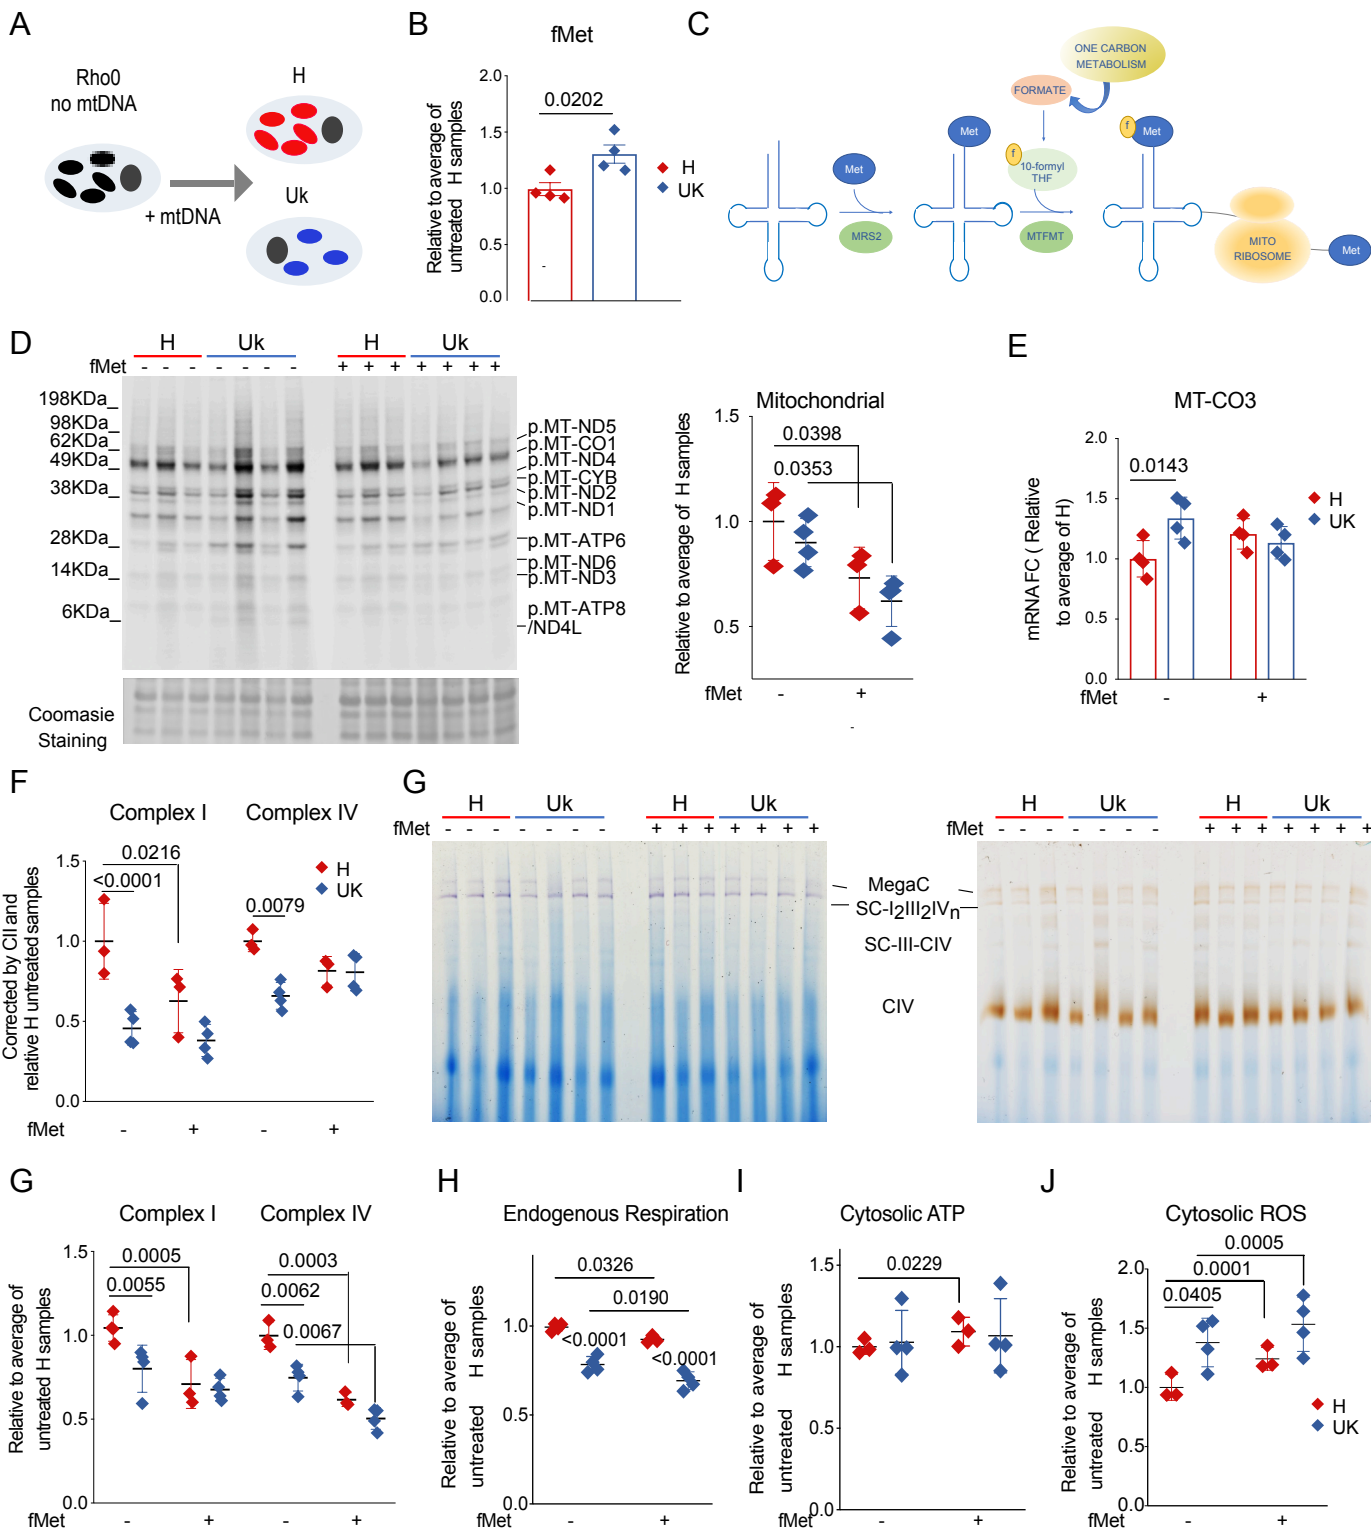 A
Rho0
no mtDNA
+ mtDNA
H
Uk
B
fMet
Relative to average of
untreated H samples
2.0
1.5
1.0
0.5
0.0
0.0202
-
H
UK
C
ONE CARBON
METABOLISM
FORMATE
Met
MRS2
Met
f
10-formyl
THF
MTFMT
f
Met
MITO
RIBOSOME
Met
D
H
Uk
H
Uk
fMet
- - - - - - -
+ + + + + + +
198KDa_
98KDa_
62KDa_
49KDa_
38KDa_
28KDa_
14KDa_
6KDa_
p.MT-ND5
p.MT-CO1
p.MT-ND4
p.MT-CYB
p.MT-ND2
p.MT-ND1
p.MT-ATP6
p.MT-ND6
p.MT-ND3
p.MT-ATP8
/ND4L
Coomasie
Staining
Mitochondrial
Relative to average of H samples
1.5
1.0
0.5
0.0398
0.0353
fMet
- +
-
E
MT-CO3
mRNA FC ( Relative
to average of H)
2.0
1.5
1.0
0.5
0.0
0.0143
H
UK
fMet
- +
F
Complex I
Complex IV
Corrected by CII and
relative H untreated samples
1.5
1.0
0.5
0.0
0.0216
<0.0001
0.0079
H
UK
fMet
- + - +
G
H
Uk
H
Uk
fMet
- - - - - - -
+ + + + + + +
MegaC
SC-I2III2IVn
SC-III-CIV
CIV
H
Uk
H
Uk
fMet
- - - - - - -
+ + + + + + +
G
Complex I
Complex IV
Relative to average of
untreated H samples
1.5
1.0
0.5
0.0
0.0005
0.0055
0.0003
0.0062
0.0067
fMet
- + - +
H
Endogenous Respiration
Relative to average of
untreated H samples
1.0
0.5
0.0
0.0326
0.0190
<0.0001
<0.0001
fMet
- +
I
Cytosolic ATP
Relative to average of
untreated H samples
1.5
1.0
0.5
0.0
0.0229
fMet
- +
J
Cytosolic ROS
Relative to average of
untreated H samples
2.0
1.5
1.0
0.5
0.0
0.0005
0.0001
0.0405
H
UK
fMet
- +